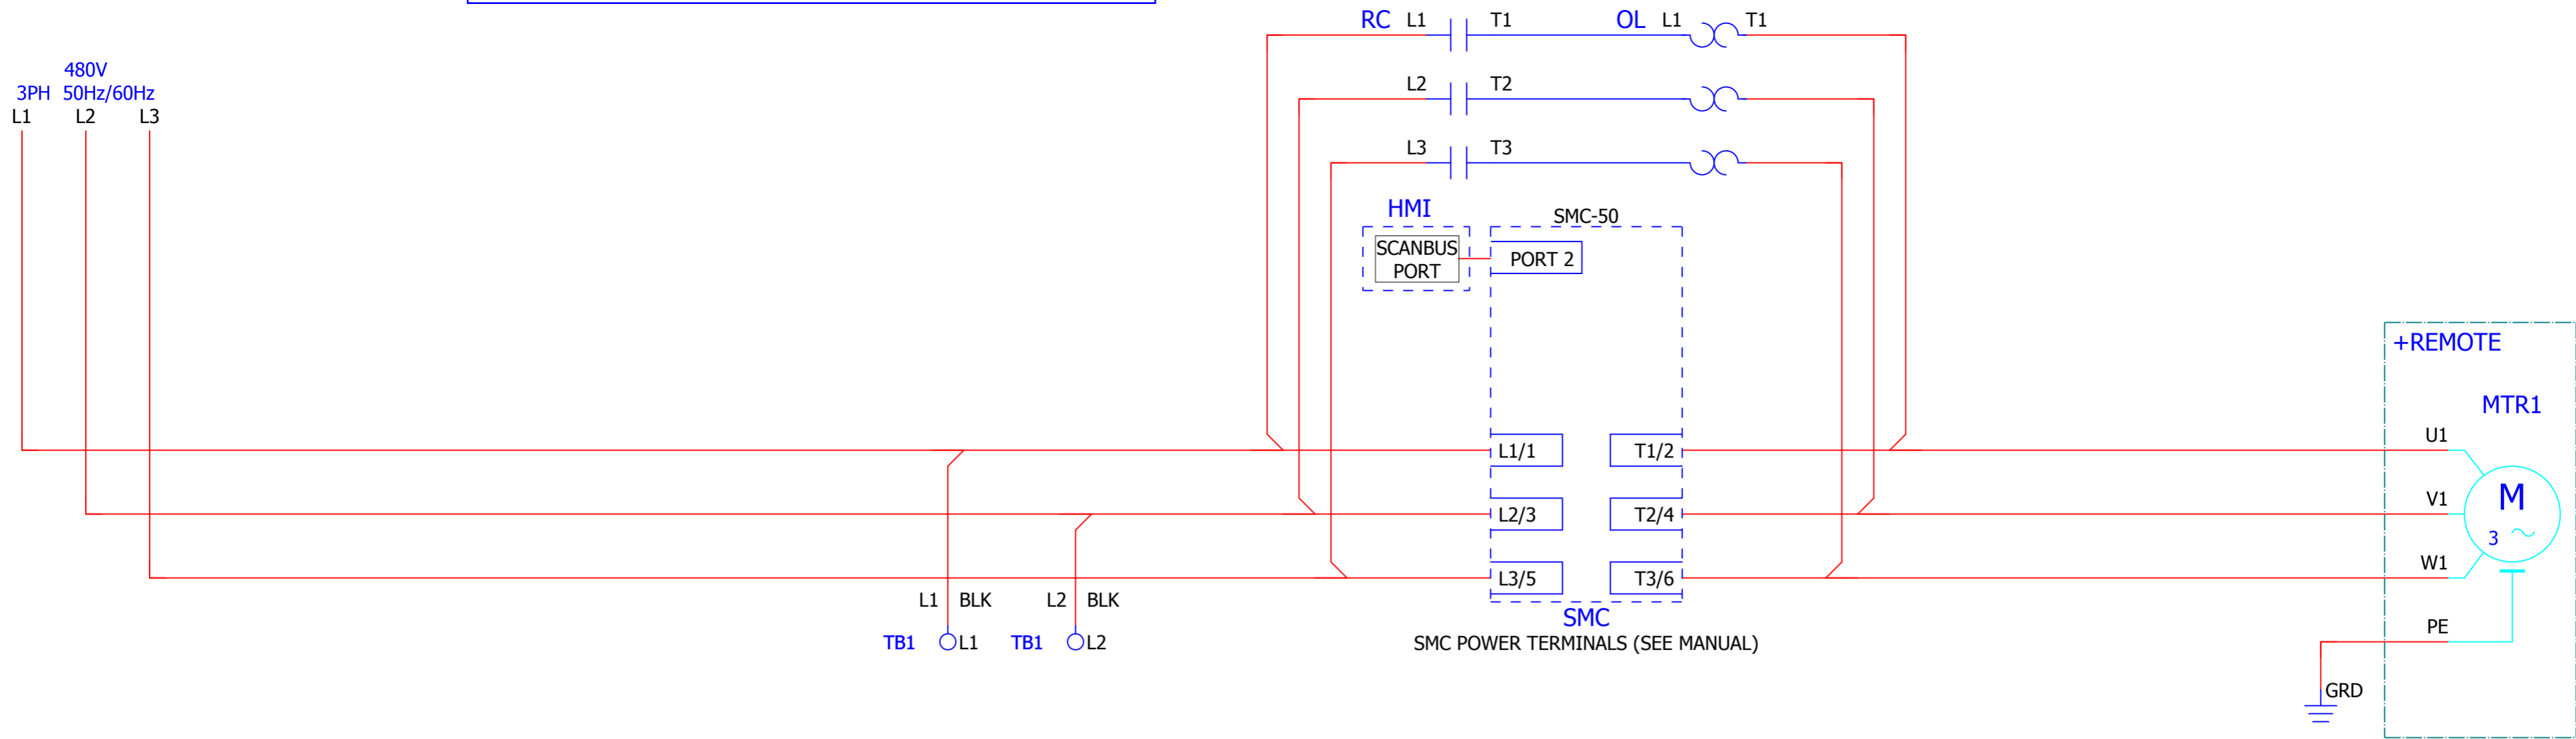 RC L1 T1 OL L1 T1
480V
3PH 50Hz/60Hz
L1 L2 L3
L2 T2
L3 T3
HMI
SCANBUS
PORT
SMC-50
PORT 2
+REMOTE
MTR1
L1/1 T1/2 U1
L2/3 T2/4 V1
L3/5 T3/6 W1
M
3
L1 BLK L2 BLK
TB1 L1 TB1 L2
SMC
SMC POWER TERMINALS (SEE MANUAL)
PE
GRD